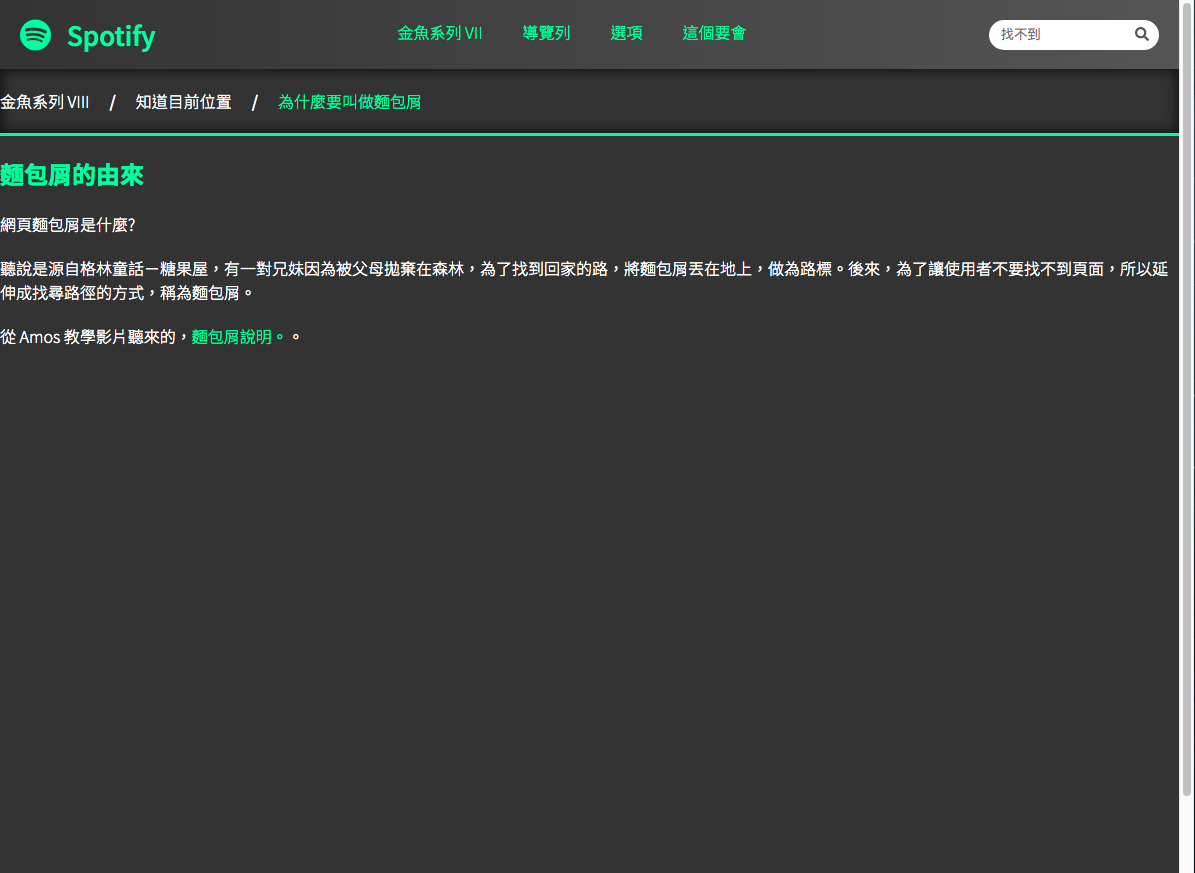 Spotify
金魚系列 VII 導覽列 選項 這個要會
找不到
金魚系列 VIII / 知道目前位置 / 為什麼要叫做麵包屑
麵包屑的由來
網頁麵包屑是什麼?
聽說是源自格林童話－糖果屋，有一對兄妹因為被父母拋棄在森林，為了找到回家的路，將麵包屑丟在地上，做為路標。後來，為了讓使用者不要找不到頁面，所以延
伸成找尋路徑的方式，稱為麵包屑。
從 Amos 教學影片聽來的，麵包屑說明。。